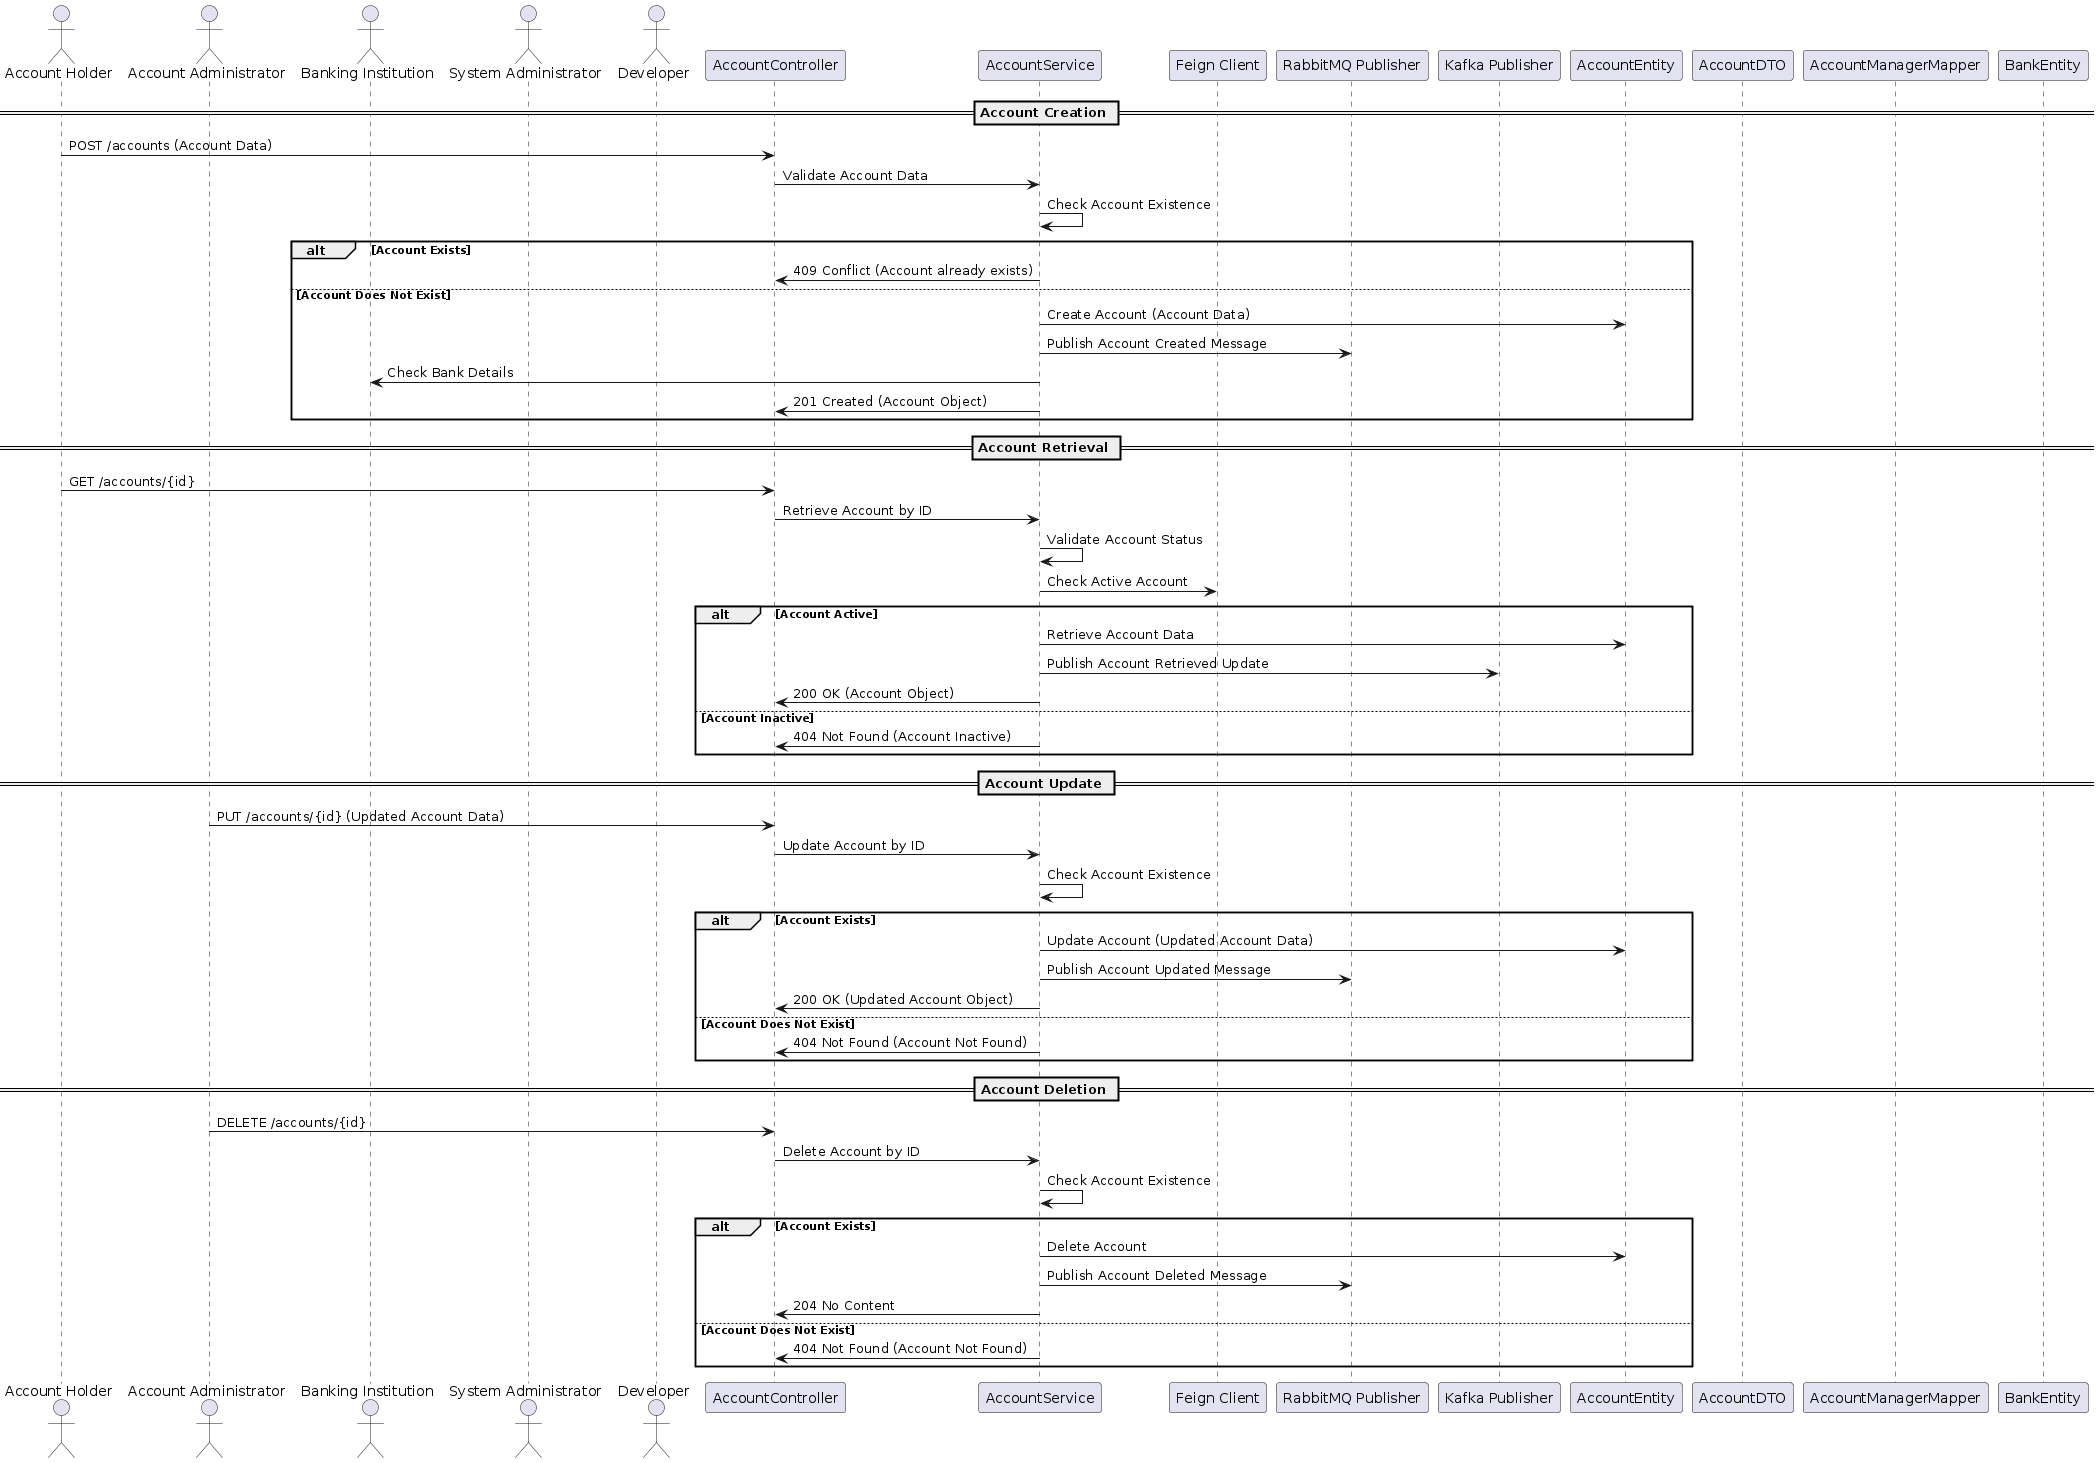 Account Holder
Account Administrator
Banking Institution
System Administrator
Developer
AccountController
AccountService
Feign Client
RabbitMQ Publisher
Kafka Publisher
AccountEntity
AccountDTO
AccountManagerMapper
BankEntity
Account Creation
POST /accounts (Account Data)
Validate Account Data
Check Account Existence
alt
[Account Exists]
409 Conflict (Account already exists)
[Account Does Not Exist]
Create Account (Account Data)
Publish Account Created Message
Check Bank Details
201 Created (Account Object)
Account Retrieval
GET /accounts/{id}
Retrieve Account by ID
Validate Account Status
Check Active Account
alt
[Account Active]
Retrieve Account Data
Publish Account Retrieved Update
200 OK (Account Object)
[Account Inactive]
404 Not Found (Account Inactive)
Account Update
PUT /accounts/{id} (Updated Account Data)
Update Account by ID
Check Account Existence
alt
[Account Exists]
Update Account (Updated Account Data)
Publish Account Updated Message
200 OK (Updated Account Object)
[Account Does Not Exist]
404 Not Found (Account Not Found)
Account Deletion
DELETE /accounts/{id}
Delete Account by ID
Check Account Existence
alt
[Account Exists]
Delete Account
Publish Account Deleted Message
204 No Content
[Account Does Not Exist]
404 Not Found (Account Not Found)
Account Holder
Account Administrator
Banking Institution
System Administrator
Developer
AccountController
AccountService
Feign Client
RabbitMQ Publisher
Kafka Publisher
AccountEntity
AccountDTO
AccountManagerMapper
BankEntity